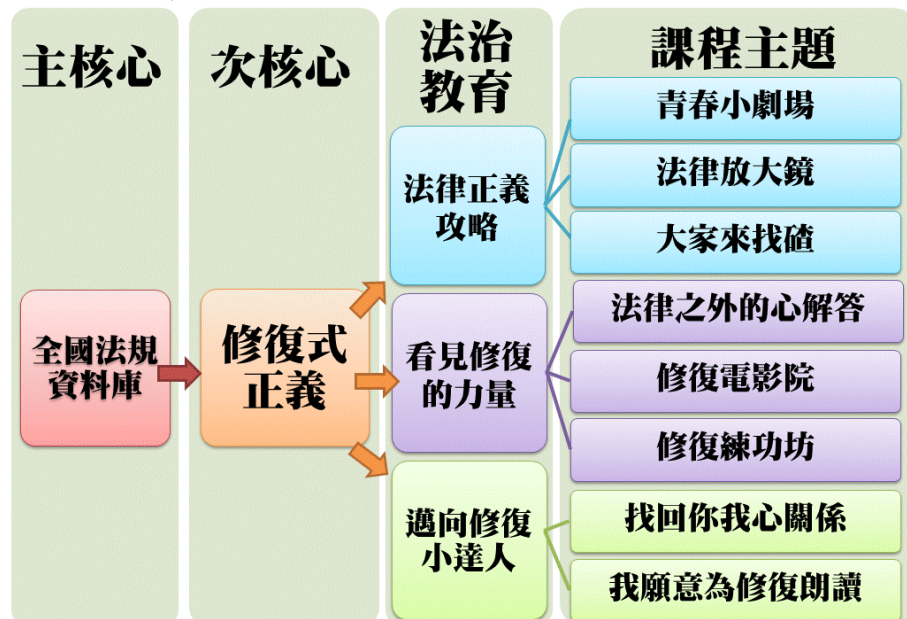 主核心
次核心
法治
教育
課程主題
全國法規
資料庫
修復式
正義
法律正義
攻略
青春小劇場
法律放大鏡
大家來找碴
看見修復
的力量
法律之外的心解答
修復電影院
修復練功坊
邁向修復
小達人
找回你我心關係
我願意為修復朗讀